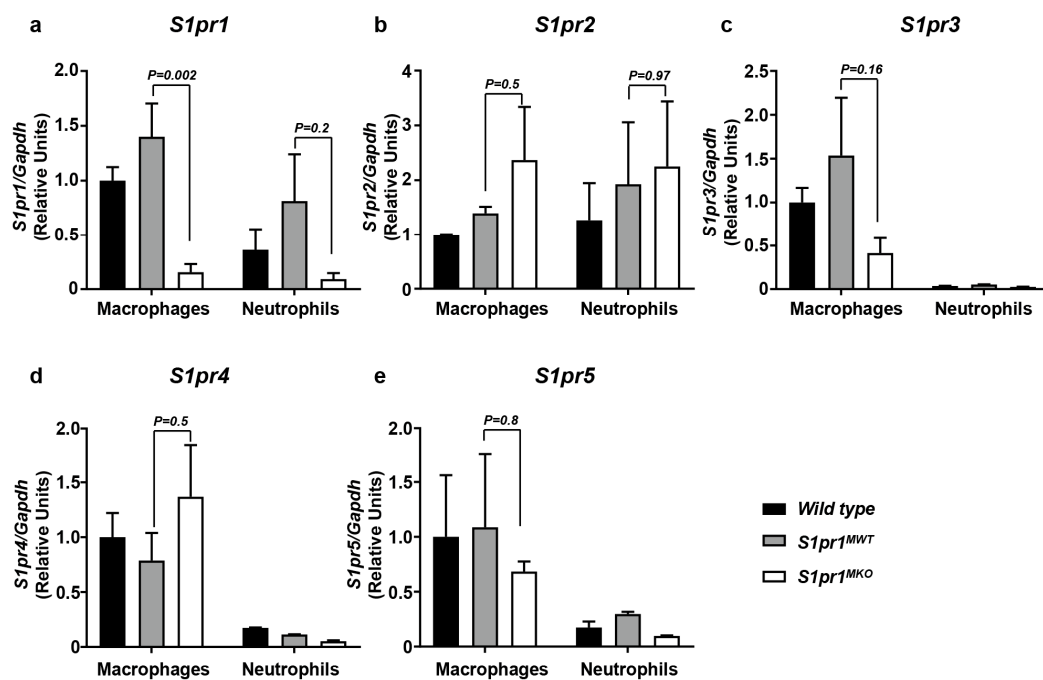 a
S1pr1
b
S1pr2
c
S1pr3
S1pr1/Gapdh
(Relative Units)
2.0
1.5
1.0
0.5
0
P=0.002
P=0.2
Macrophages
Neutrophils
S1pr2/Gapdh
(Relative Units)
4
3
2
1
0
P=0.5
P=0.97
Macrophages
Neutrophils
S1pr3/Gapdh
(Relative Units)
2.5
2.0
1.5
1.0
0.5
0
P=0.16
Macrophages
Neutrophils
d
S1pr4
e
S1pr5
S1pr4/Gapdh
(Relative Units)
2.0
1.5
1.0
0.5
0
P=0.5
Macrophages
Neutrophils
S1pr5/Gapdh
(Relative Units)
2.0
1.5
1.0
0.5
0
P=0.8
Macrophages
Neutrophils
Wild type
S1pr1MWT
S1pr1MKO